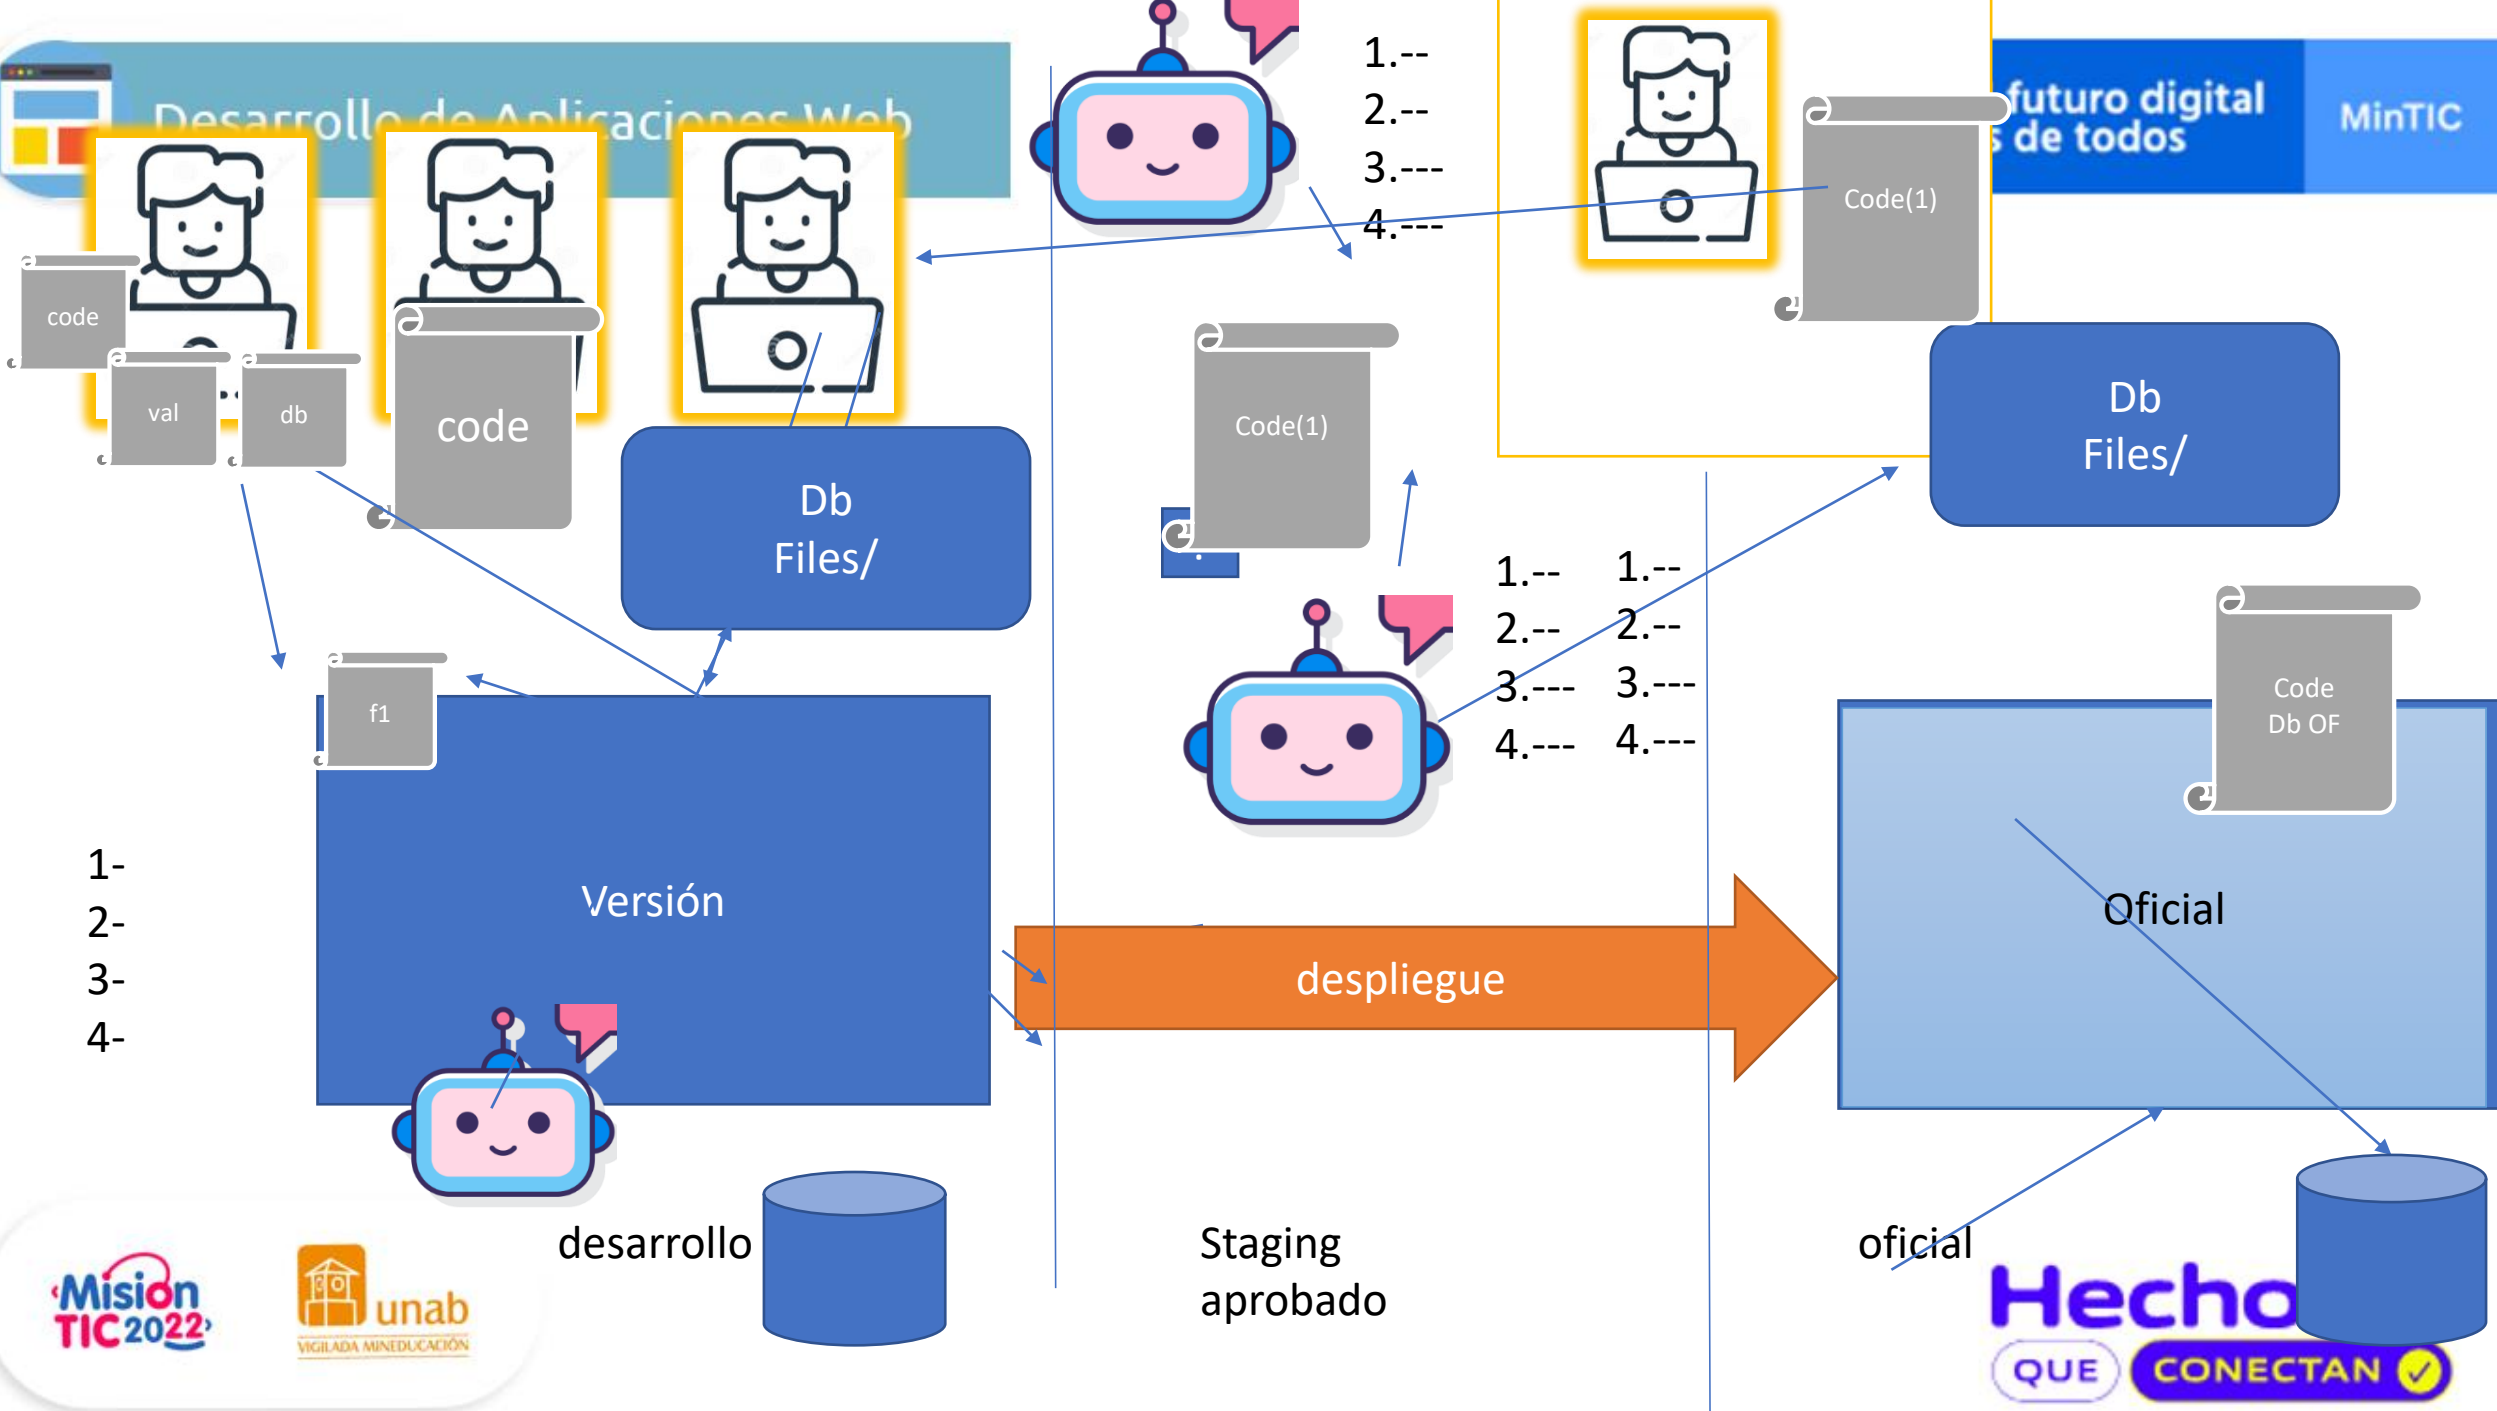 Desarrollo de Aplicaciones Web
1.--
2.--
3.---
4.---
Code(1)
futuro digital
s de todos
MinTIC
code
val
db
code
Db
Files/
Code(1)
.
Db
Files/
1.--
2.--
3.---
4.---
1.--
2.--
3.---
4.---
f1
Code
Db OF
1-
2-
3-
4-
Versión
despliegue
Oficial
desarrollo
Staging
aprobado
oficial
‹Misión
TIC2022›
unab
VIGILADA MINEDUCACIÓN
Hecho
QUE CONECTAN